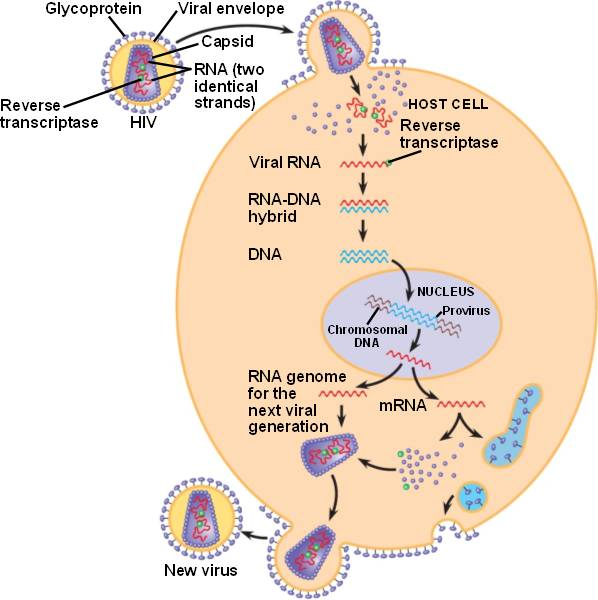 Glycoprotein
Viral envelope
Capsid
RNA (two
identical
strands)
Reverse
transcriptase
HIV
HOST CELL
Reverse
transcriptase
Viral RNA
RNA-DNA
hybrid
DNA
NUCLEUS
Provirus
Chromosomal
DNA
RNA genome
for the
next viral
generation
mRNA
New virus